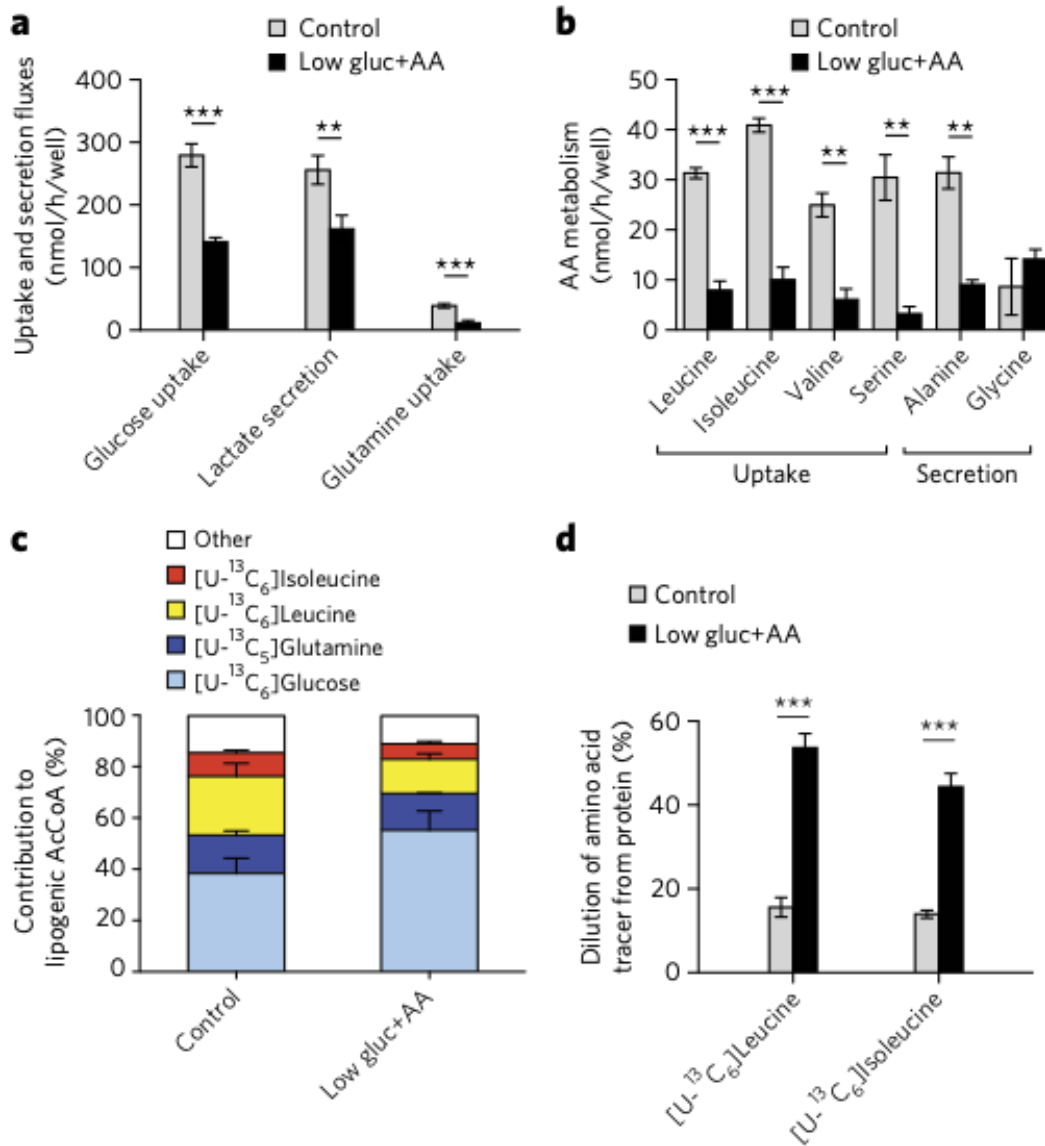 a
Control
Low gluc+AA
Uptake and secretion fluxes
(nmol/h/well)
400
300
200
100
0
***
**
***
Glucose uptake
Lactate secretion
Glutamine uptake
b
Control
Low gluc+AA
AA metabolism
(nmol/h/well)
50
40
30
20
10
0
***
***
**
**
**
Leucine
Isoleucine
Valine
Serine
Alanine
Glycine
Uptake
Secretion
c
Other
[U-¹³C₆]Isoleucine
[U-¹³C₆]Leucine
[U-¹³C₅]Glutamine
[U-¹³C₆]Glucose
Contribution to
lipogenic AcCoA (%)
100
80
60
40
20
0
Control
Low gluc+AA
d
Control
Low gluc+AA
Dilution of amino acid
tracer from protein (%)
60
40
20
0
***
***
[U-¹³C₆]Leucine
[U-¹³C₆]Isoleucine